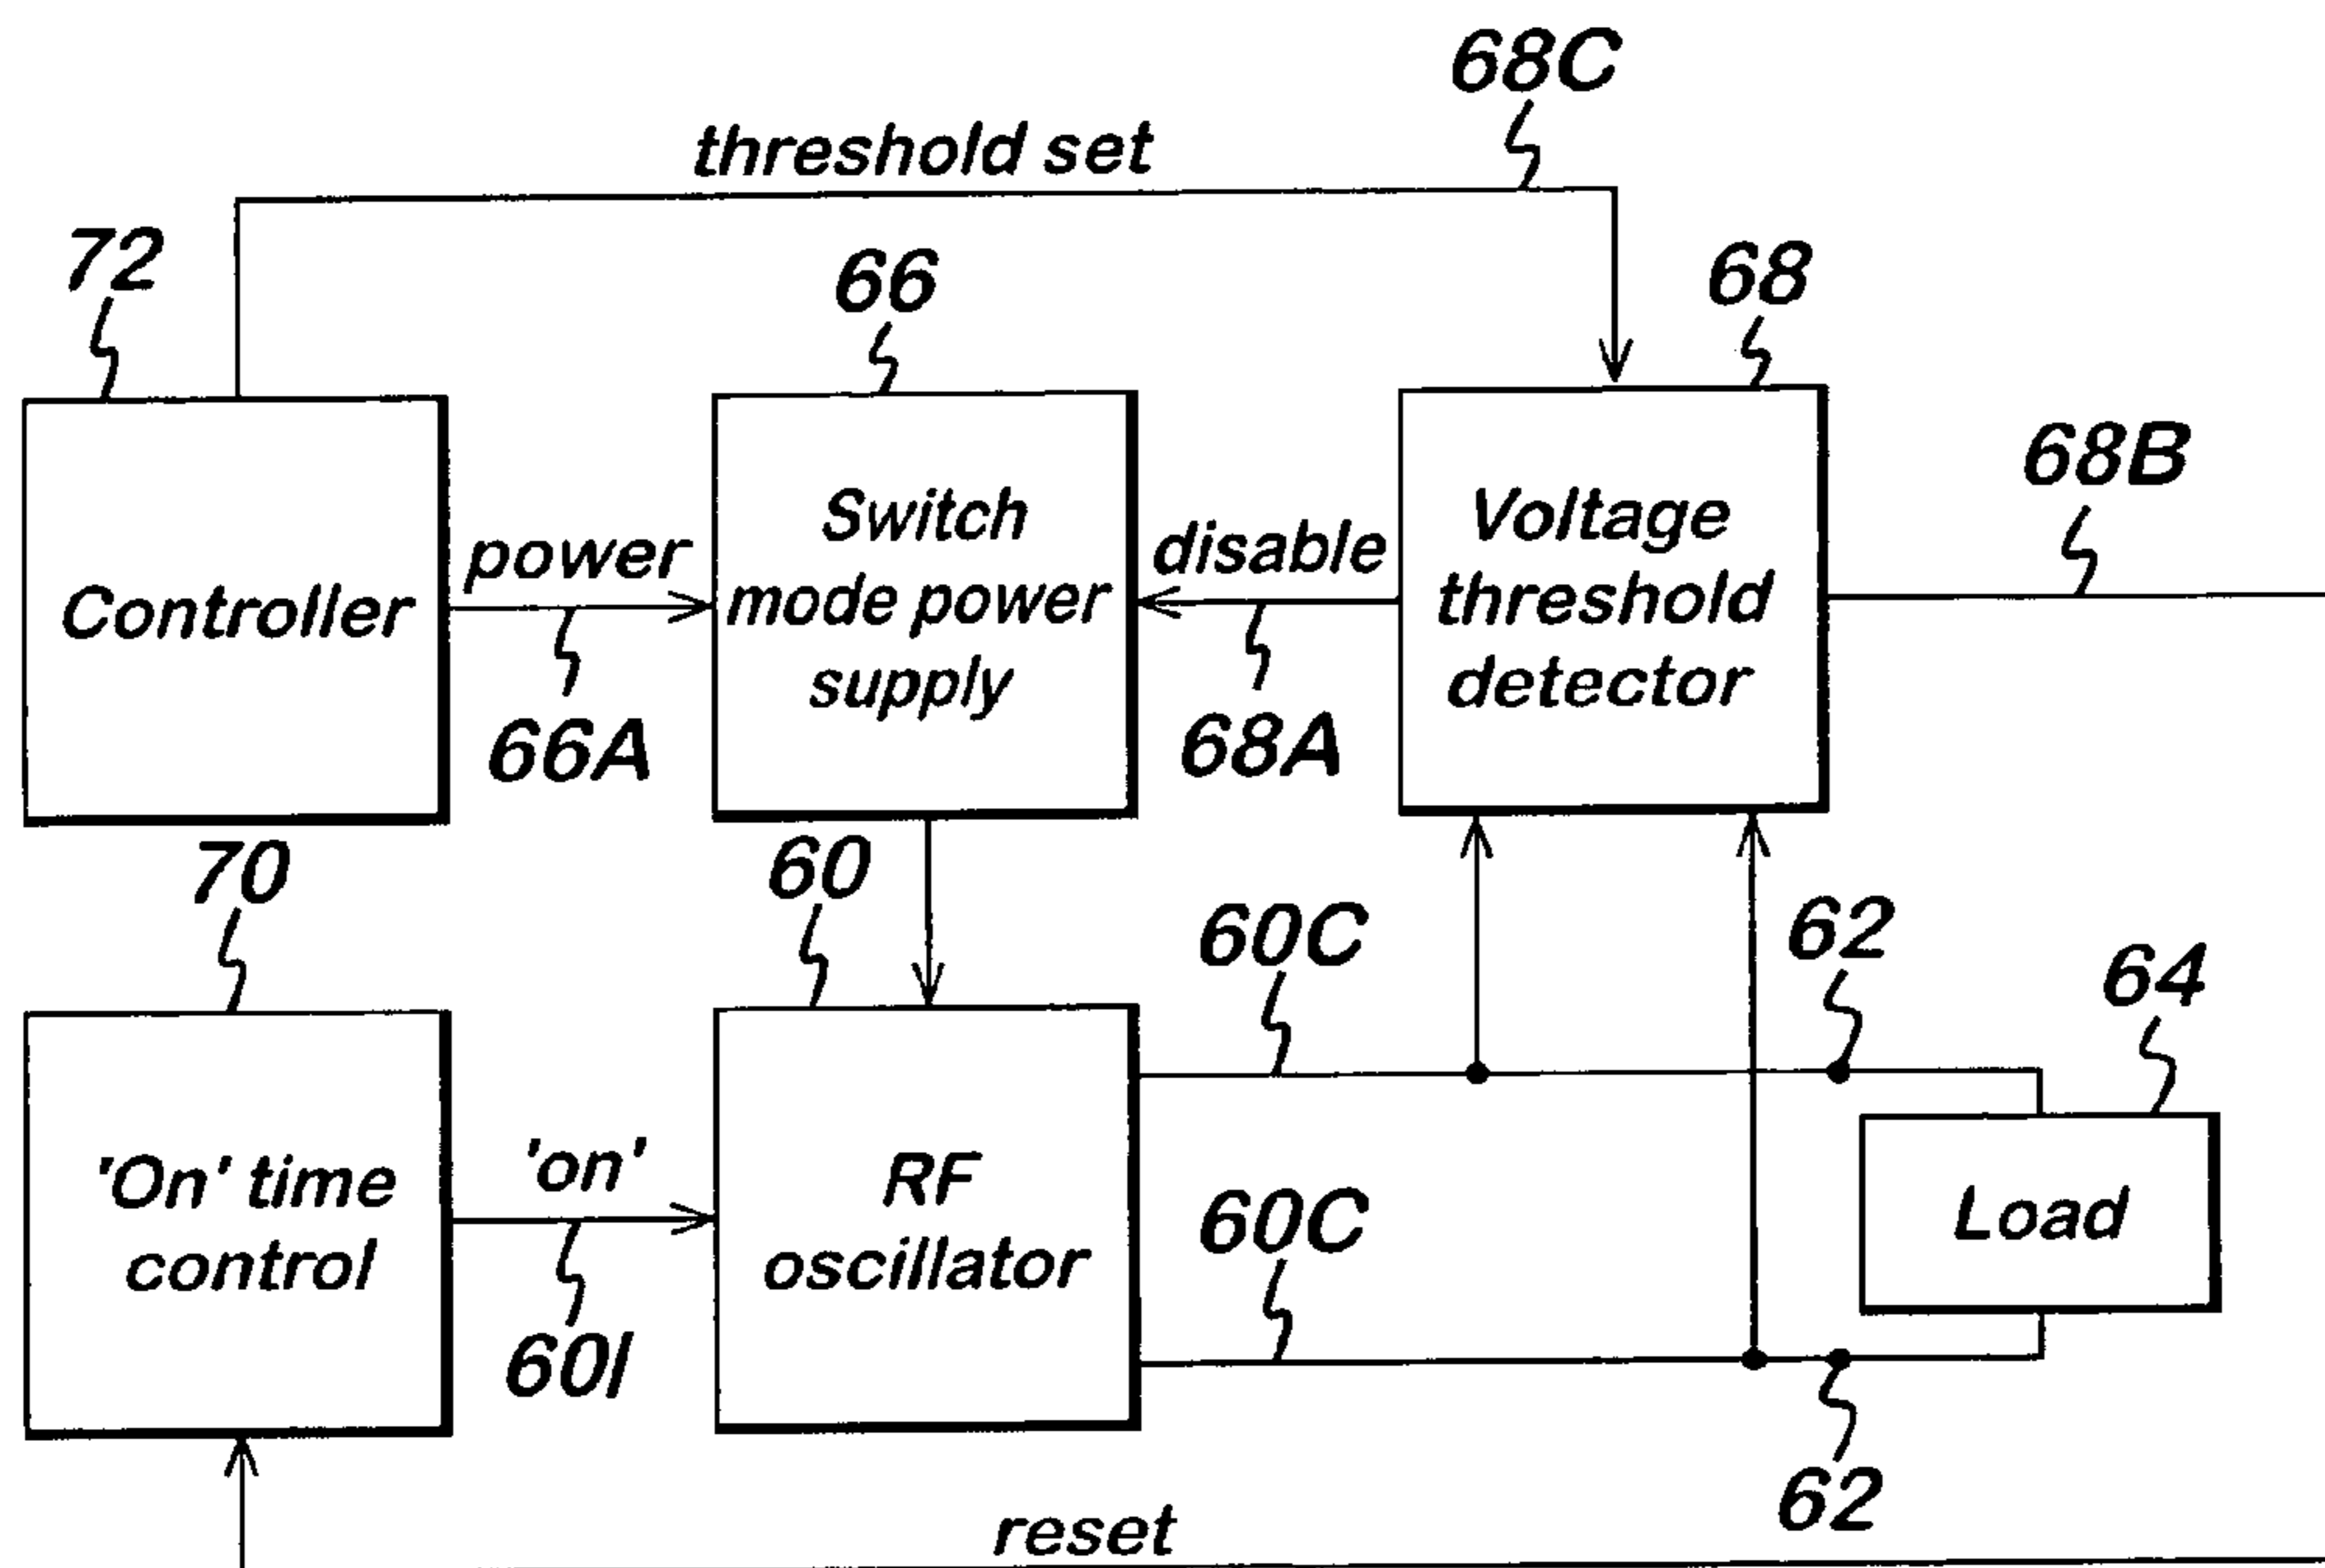 68C
threshold set
72
66
68
68B
Controller
power
66A
Switch
mode power
supply
disable
68A
Voltage
threshold
detector
70
60
60C
62
64
'On' time
control
'on'
60I
RF
oscillator
60C
Load
62
reset